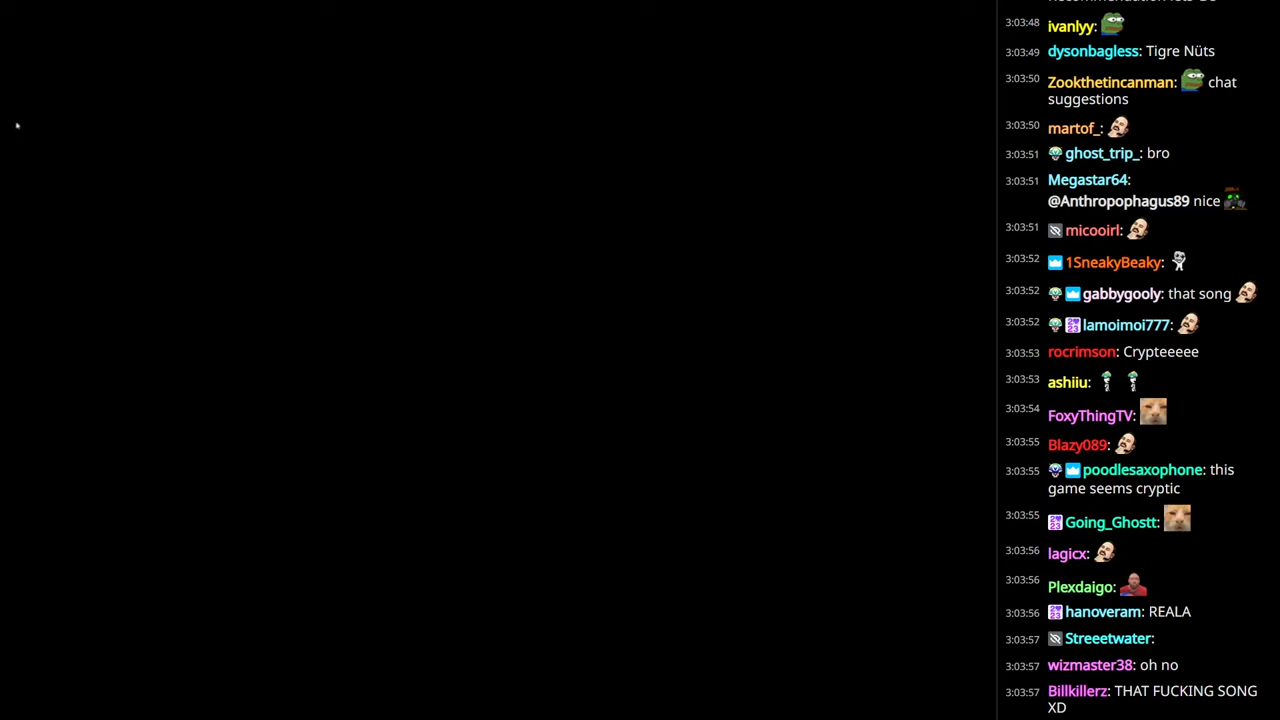 3:03:48 ivanlyy:
3:03:49 dysonbagless: Tigre Nüts
3:03:50 Zookthetincanman: chat
suggestions
3:03:50 martof_:
3:03:51 ghost_trip_: bro
3:03:51 Megastar64:
@Anthropophagus89 nice
3:03:51 micooirl:
3:03:52 1SneakyBeaky:
3:03:52 gabbygooly: that song
3:03:52 lamoimoi777:
3:03:53 rocrimson: Crypteeeee
3:03:53 ashiiu:
3:03:54 FoxyThingTV:
3:03:55 Blazy089:
3:03:55 poodlesaxophone: this
game seems cryptic
3:03:55 Going_Ghostt:
3:03:56 lagicx:
3:03:56 Plexdaigo:
3:03:56 hanoveram: REALA
3:03:57 Streeetwater:
3:03:57 wizmaster38: oh no
3:03:57 Billkillerz: THAT FUCKING SONG
XD